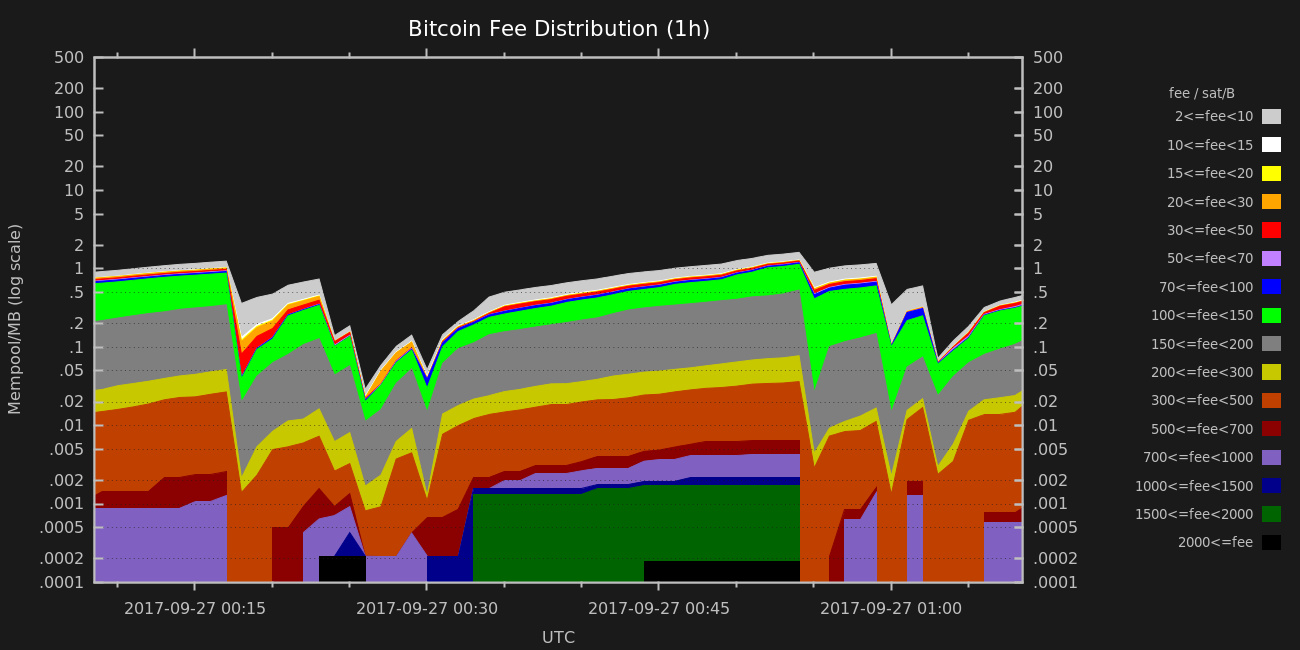 Bitcoin Fee Distribution (1h)
Mempool/MB (log scale)
500
200
100
50
20
10
5
2
1
.5
.2
.1
.05
.02
.01
.005
.002
.001
.0005
.0002
.0001
500
200
100
50
20
10
5
2
1
.5
.2
.1
.05
.02
.01
.005
.002
.001
.0005
.0002
.0001
2017-09-27 00:15
2017-09-27 00:30
2017-09-27 00:45
2017-09-27 01:00
UTC
fee / sat/B
2<=fee<10
10<=fee<15
15<=fee<20
20<=fee<30
30<=fee<50
50<=fee<70
70<=fee<100
100<=fee<150
150<=fee<200
200<=fee<300
300<=fee<500
500<=fee<700
700<=fee<1000
1000<=fee<1500
1500<=fee<2000
2000<=fee